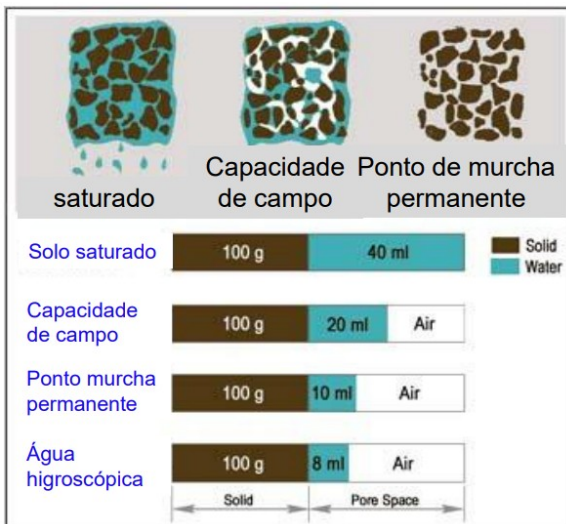 saturado
Capacidade
de campo
Ponto de murcha
permanente
Solo saturado
100 g
40 ml
Solid
Water
Capacidade
de campo
100 g
20 ml
Air
Ponto murcha
permanente
100 g
10 ml
Air
Água
higroscópica
100 g
8 ml
Air
Solid
Pore Space